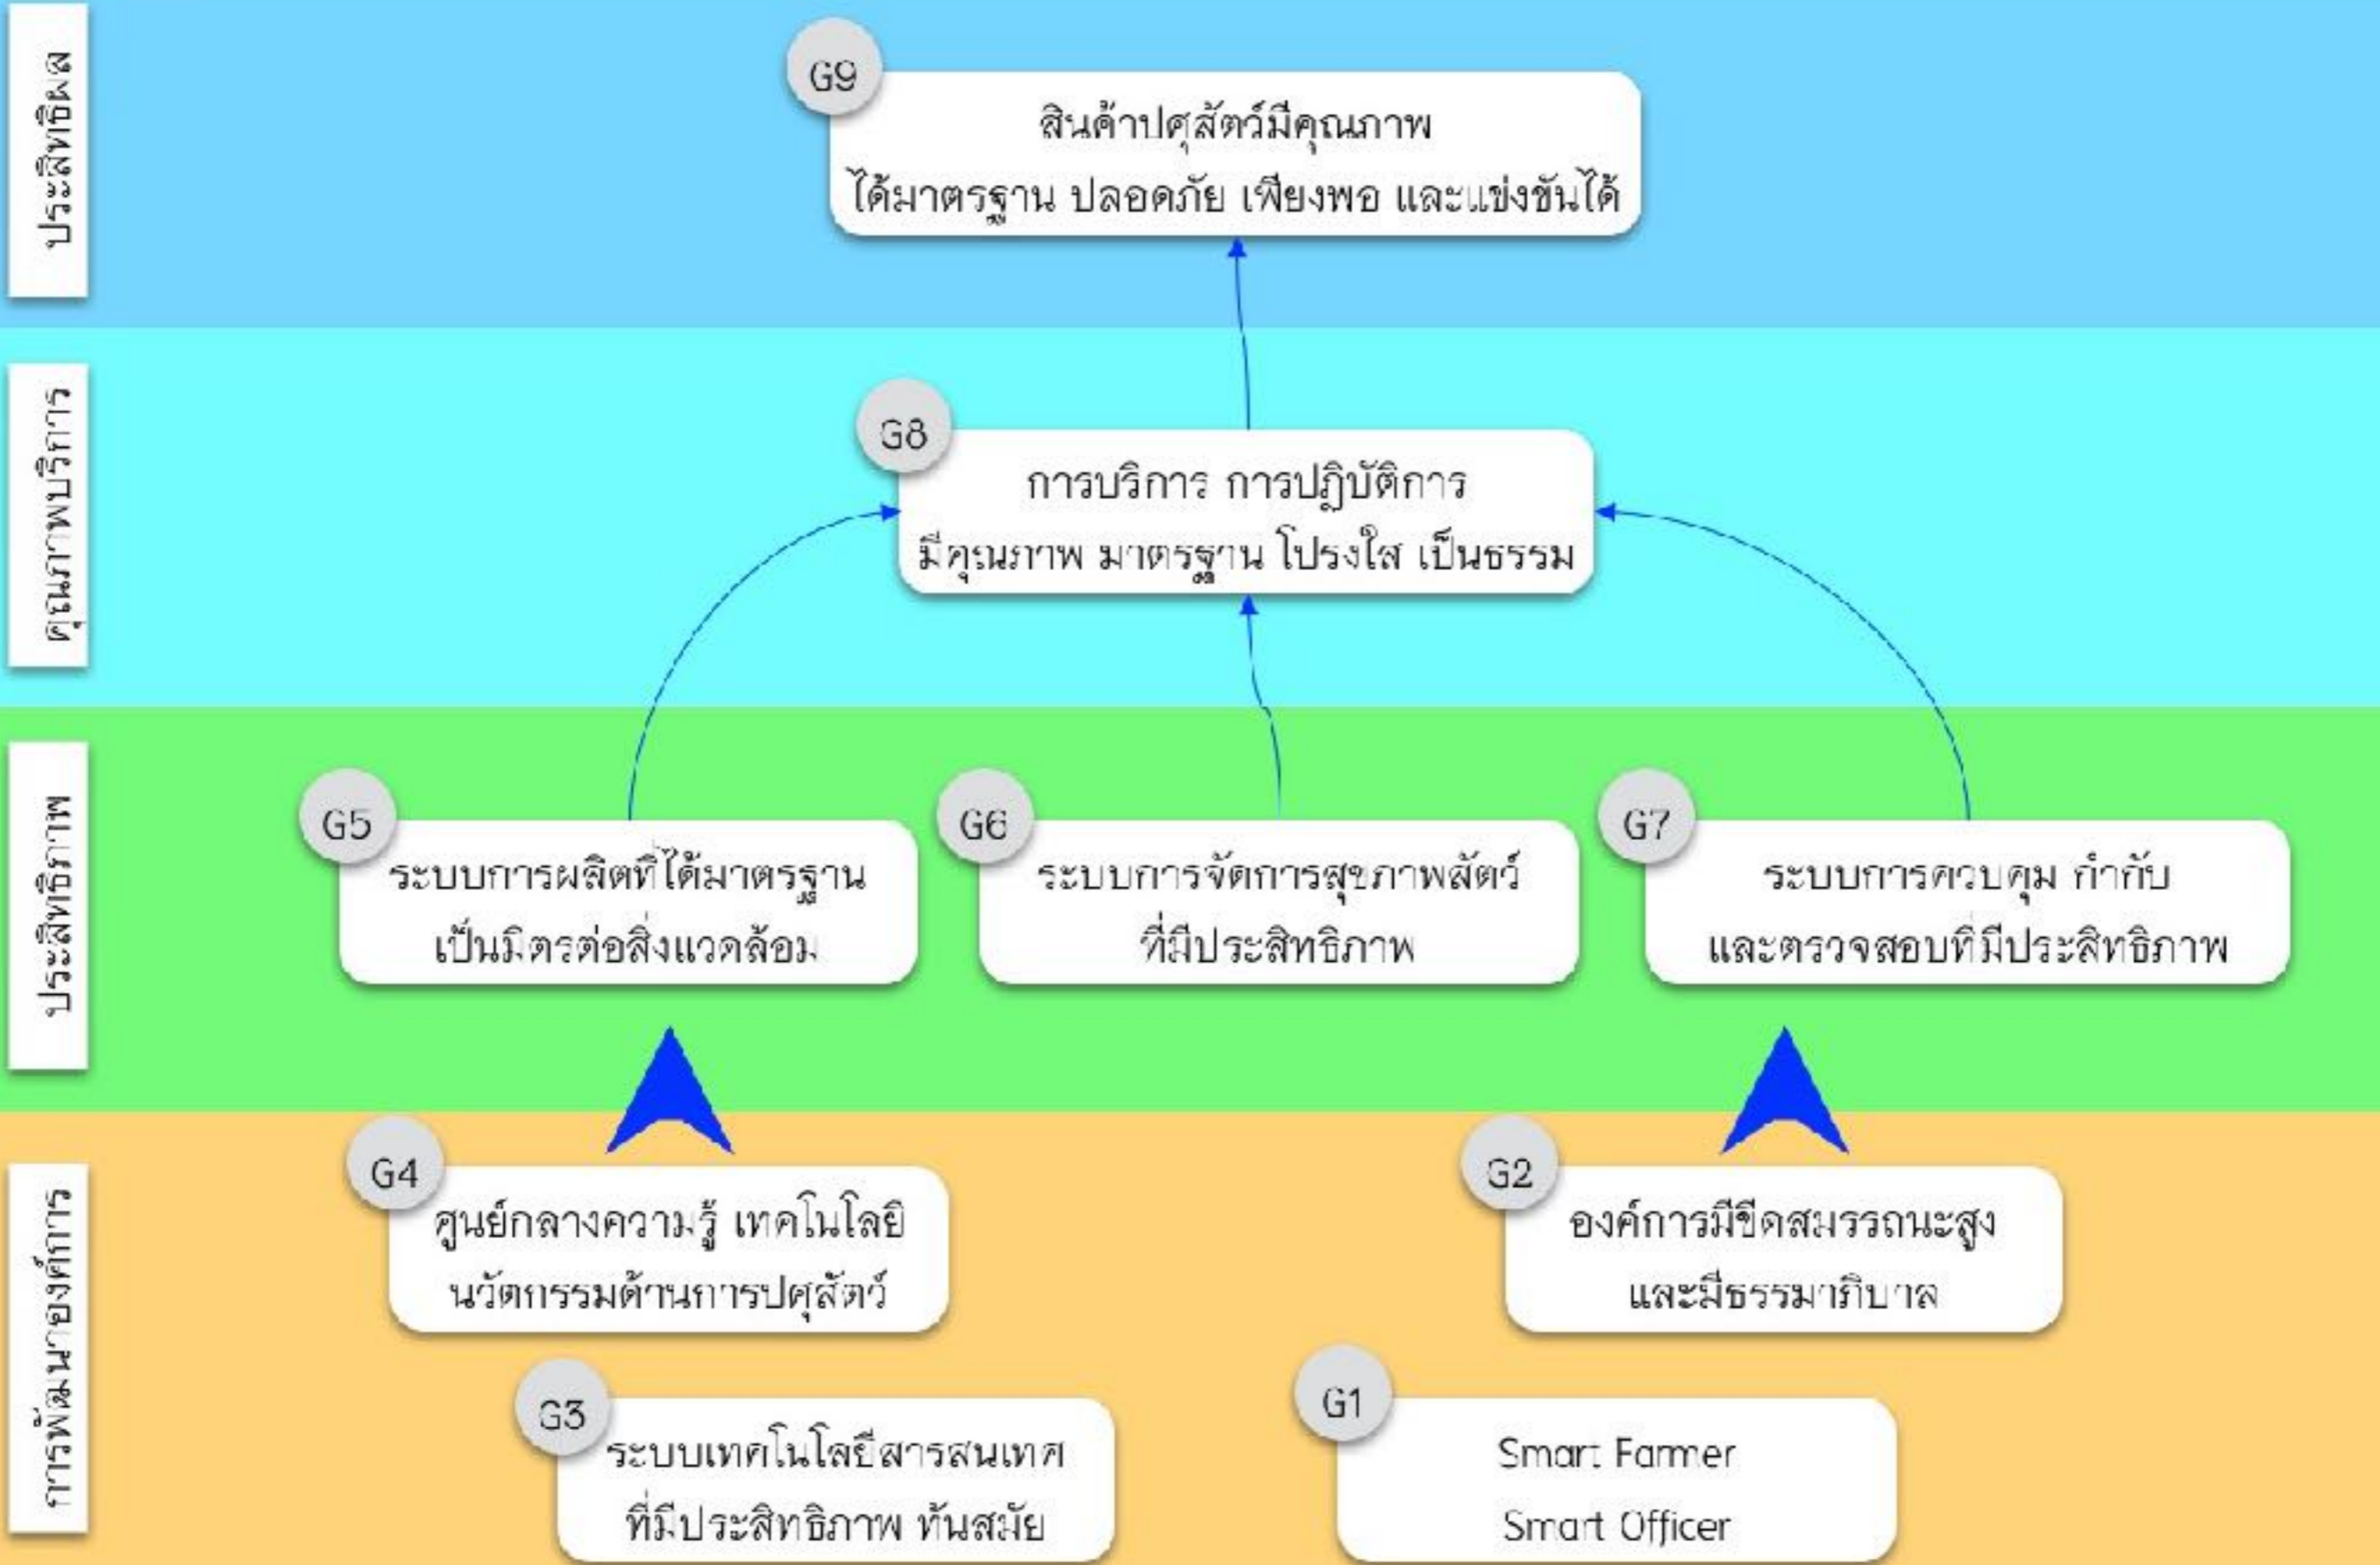 ประสิทธิผล
G9
สินค้าปศุสัตว์มีคุณภาพ
ได้มาตรฐาน ปลอดภัย เพียงพอ และแข่งขันได้
คุณภาพบริการ
G8
การบริการ การปฏิบัติการ
มีคุณภาพ มาตรฐาน โปรงใส เป็นธรรม
ประสิทธิภาพ
G5
ระบบการผลิตที่ได้มาตรฐาน
เป็นมิตรต่อสิ่งแวดล้อม
G6
ระบบการจัดการสุขภาพสัตว์
ที่มีประสิทธิภาพ
G7
ระบบการควบคุม กำกับ
และตรวจสอบที่มีประสิทธิภาพ
การพัฒนาองค์การ
G4
ศูนย์กลางความรู้ เทคโนโลยี
นวัตกรรมด้านการปศุสัตว์
G2
องค์การมีขีดสมรรถนะสูง
และมีธรรมาภิบาล
G3
ระบบเทคโนโลยีสารสนเทศ
ที่มีประสิทธิภาพ ทันสมัย
G1
Smart Farmer
Smart Officer